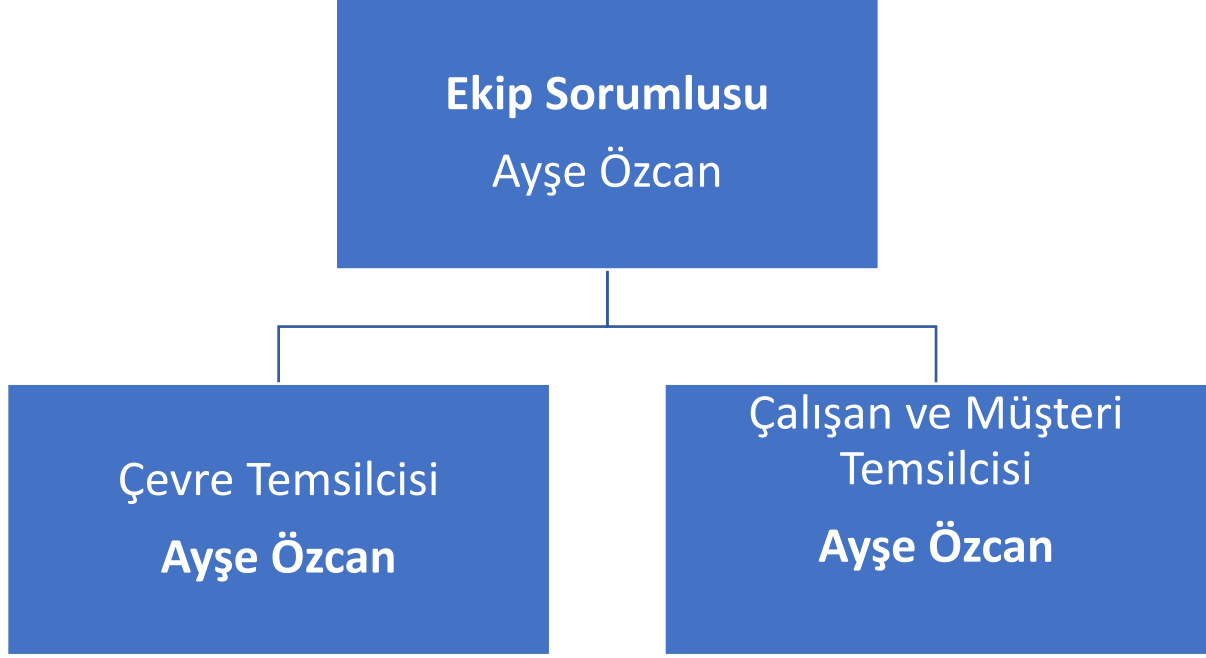 Ekip Sorumlusu
Ayşe Özcan
Çevre Temsilcisi
Ayşe Özcan
Çalışan ve Müşteri
Temsilcisi
Ayşe Özcan